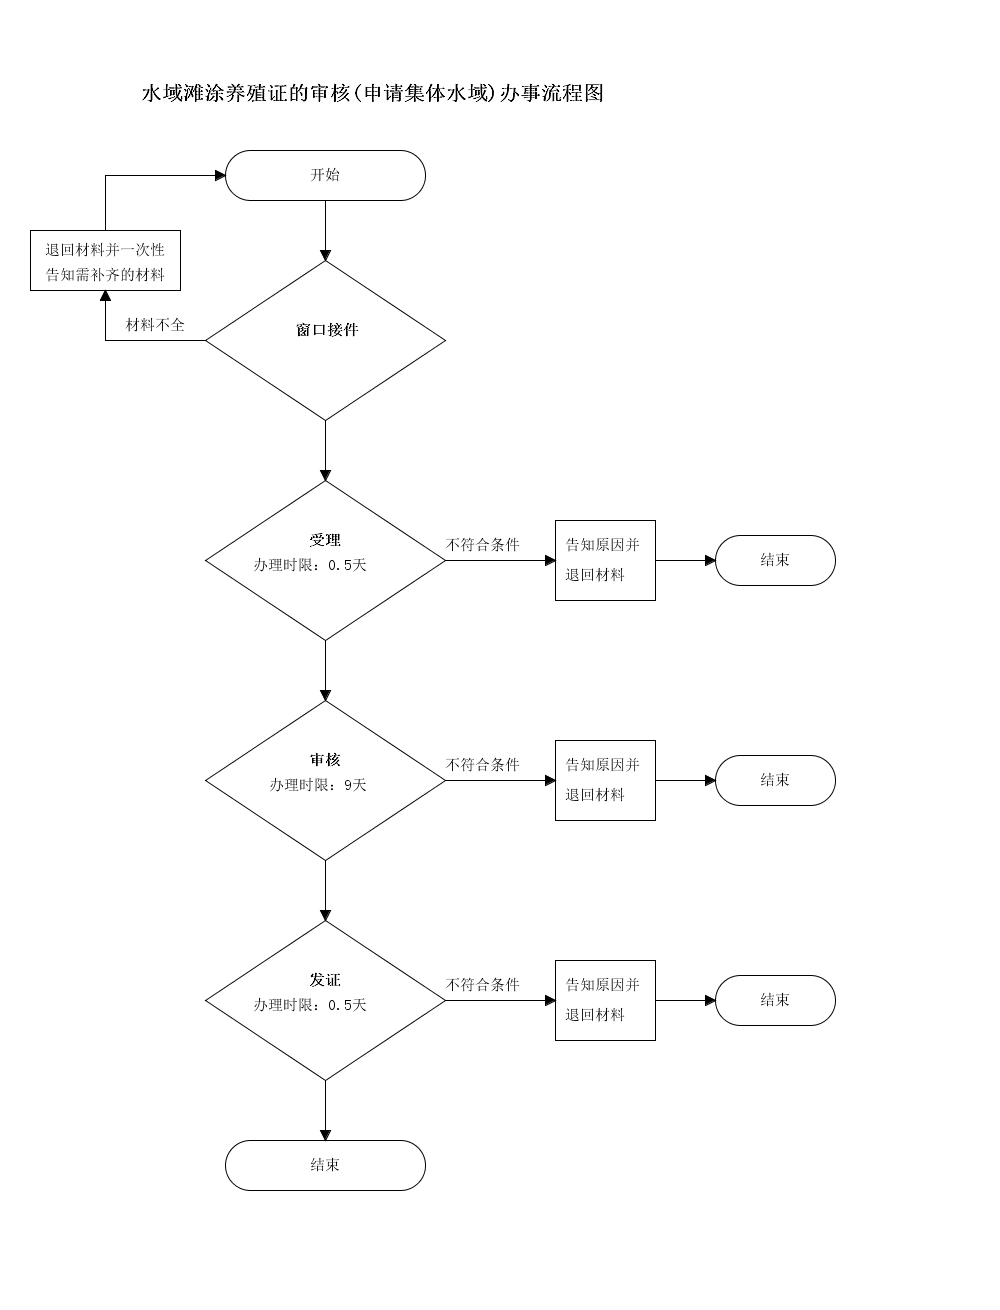 水域滩涂养殖证的审核(申请集体水域)办事流程图
开始
退回材料并一次性
告知需补齐的材料
材料不全
窗口接件
受理
办理时限：0.5天
不符合条件
告知原因并
退回材料
结束
审核
办理时限：9天
不符合条件
告知原因并
退回材料
结束
发证
办理时限：0.5天
不符合条件
告知原因并
退回材料
结束
结束